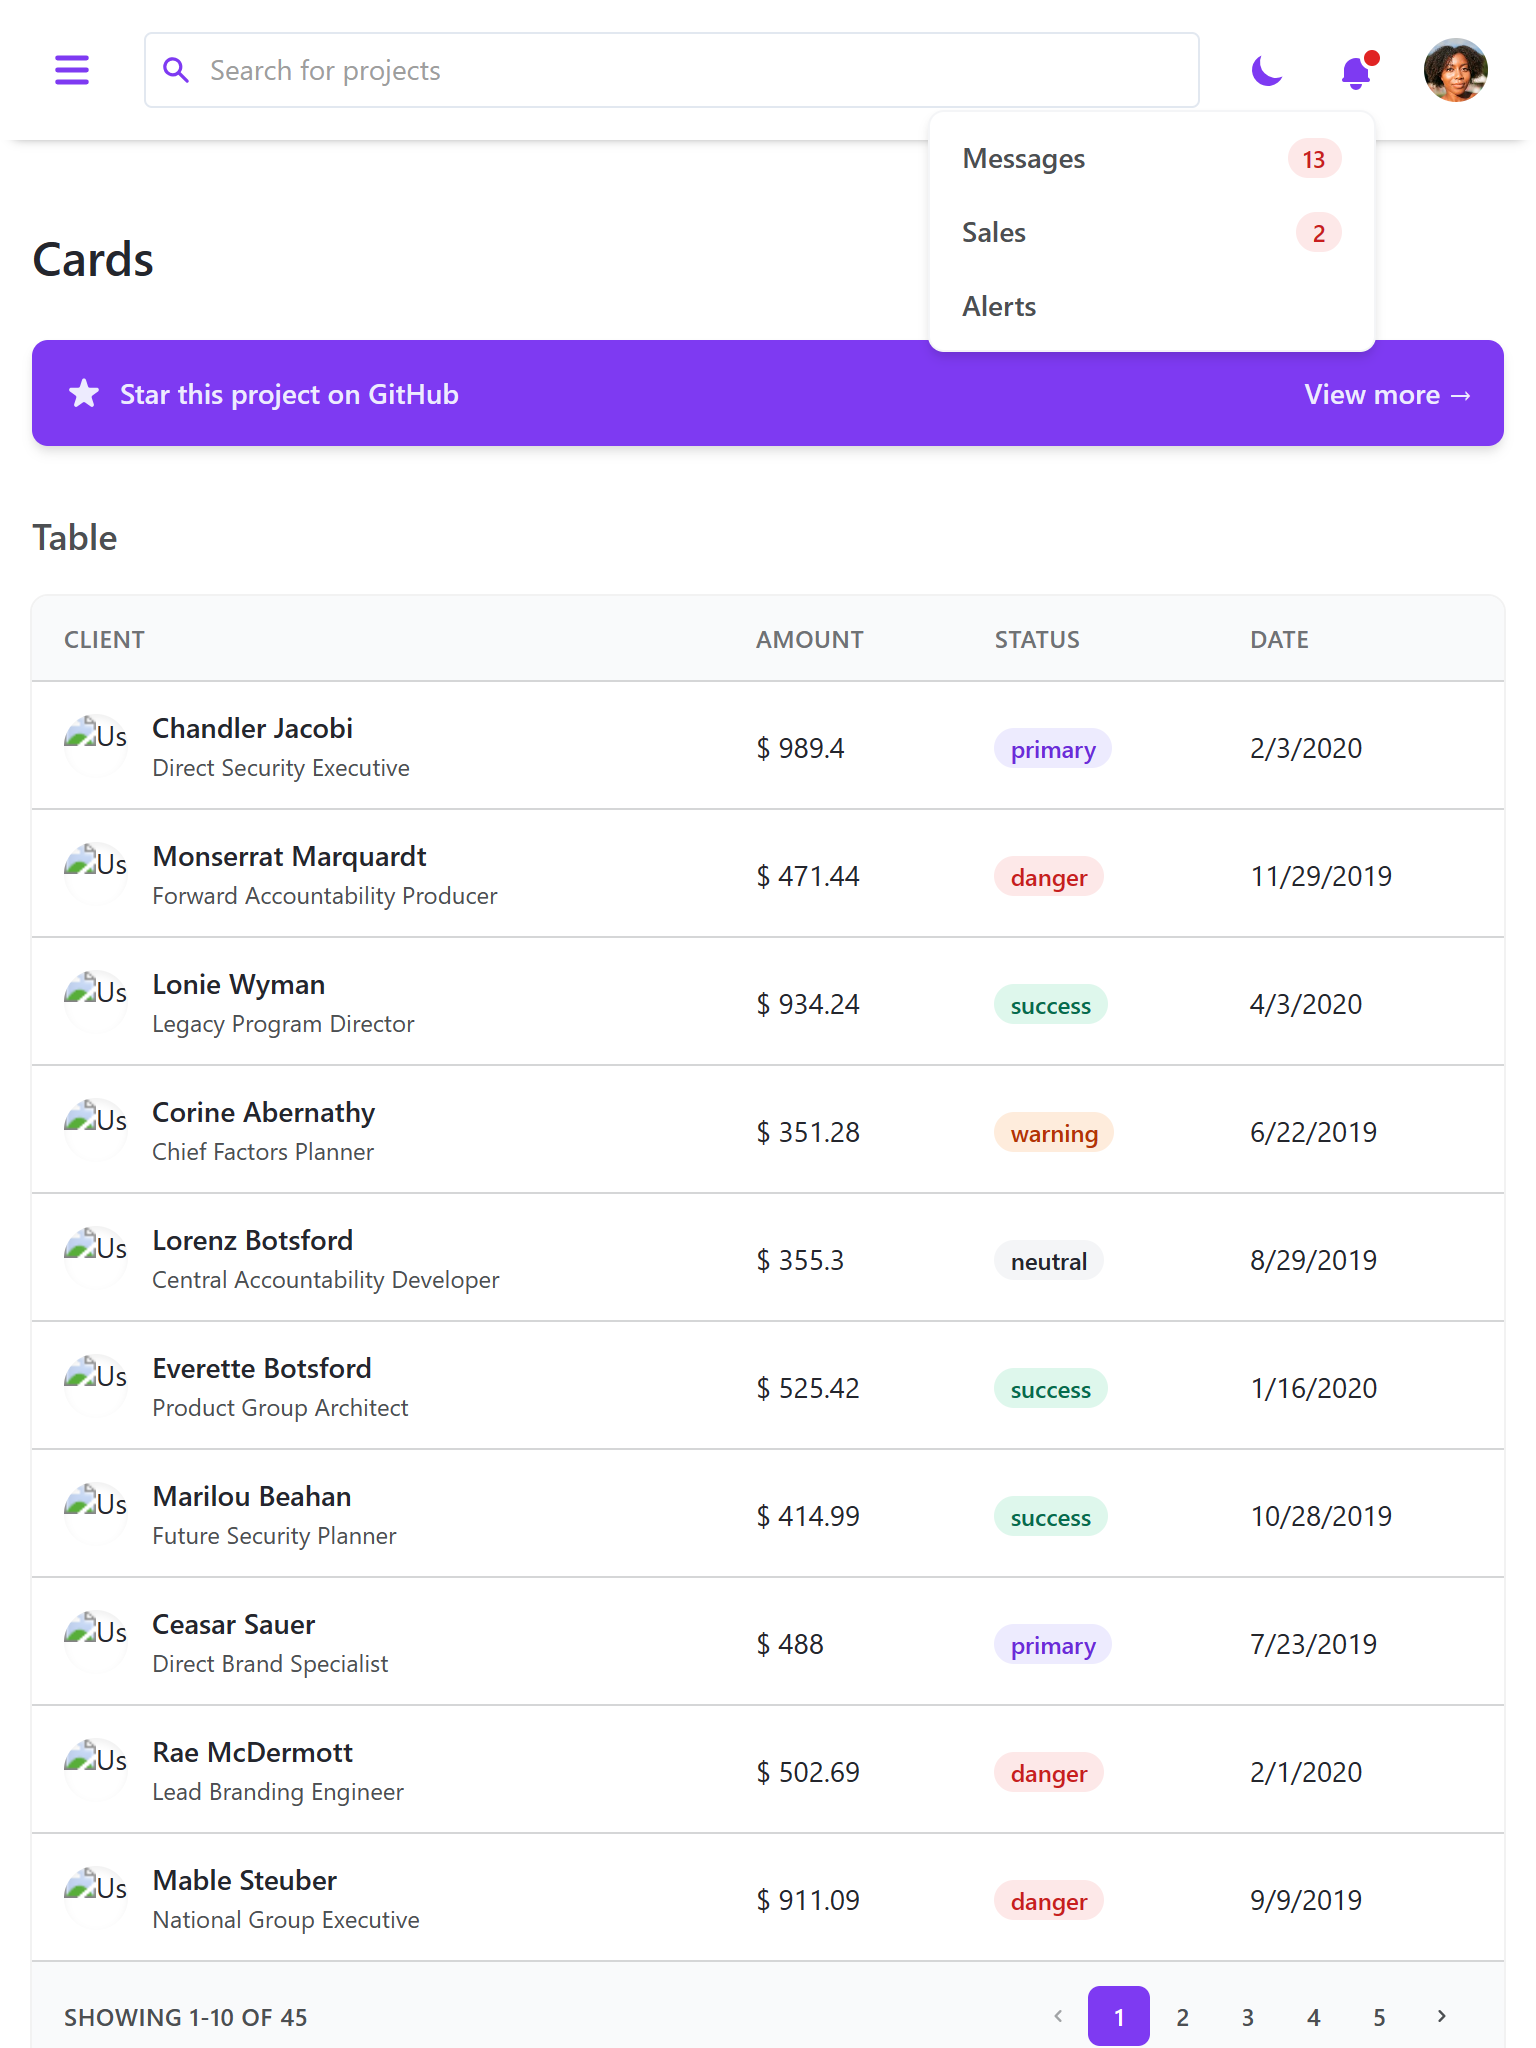 Search for projects
Messages 13
Sales 2
Alerts
Cards
Star this project on GitHub View more →
Table
CLIENT AMOUNT STATUS DATE
Us Chandler Jacobi
Direct Security Executive
$ 989.4 primary 2/3/2020
Us Monserrat Marquardt
Forward Accountability Producer
$ 471.44 danger 11/29/2019
Us Lonie Wyman
Legacy Program Director
$ 934.24 success 4/3/2020
Us Corine Abernathy
Chief Factors Planner
$ 351.28 warning 6/22/2019
Us Lorenz Botsford
Central Accountability Developer
$ 355.3 neutral 8/29/2019
Us Everette Botsford
Product Group Architect
$ 525.42 success 1/16/2020
Us Marilou Beahan
Future Security Planner
$ 414.99 success 10/28/2019
Us Ceasar Sauer
Direct Brand Specialist
$ 488 primary 7/23/2019
Us Rae McDermott
Lead Branding Engineer
$ 502.69 danger 2/1/2020
Us Mable Steuber
National Group Executive
$ 911.09 danger 9/9/2019
SHOWING 1-10 OF 45 1 2 3 4 5